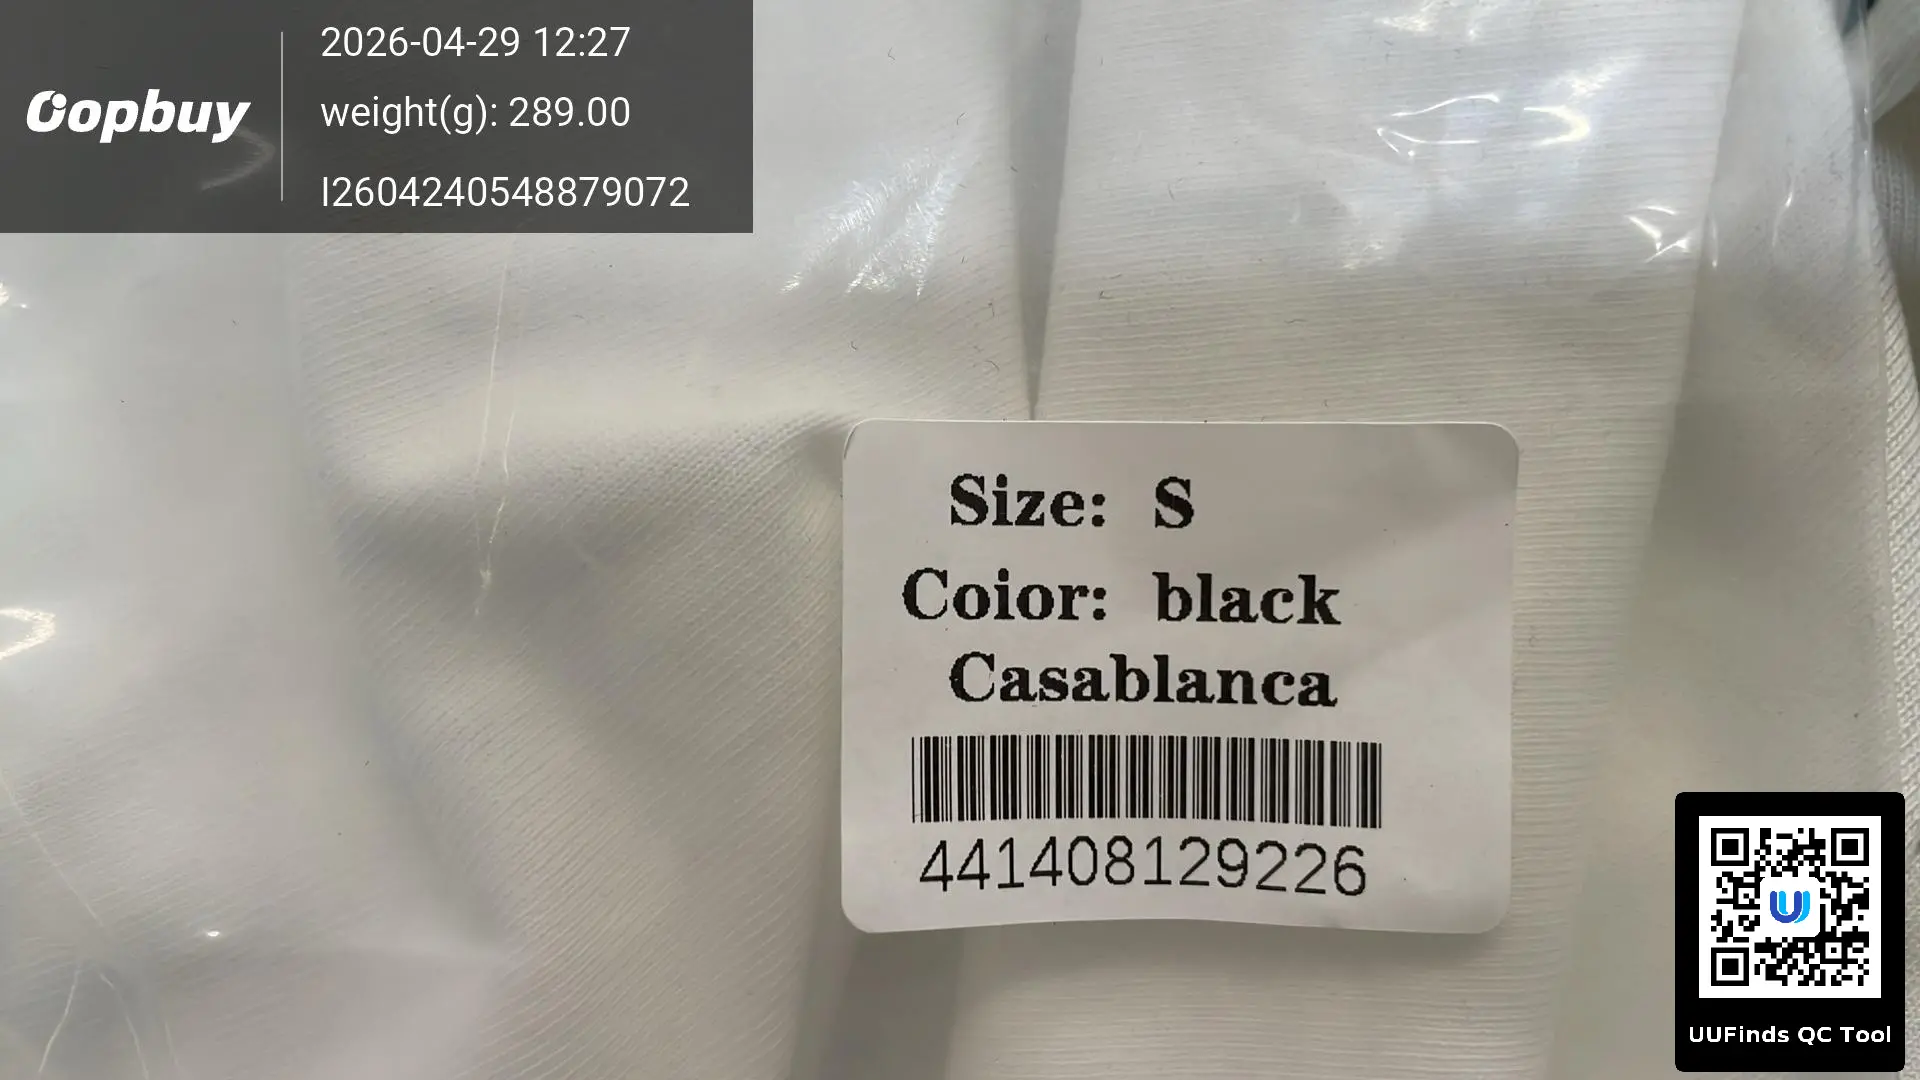 Oopbuy
2026-04-29 12:27
weight(g): 289.00
I2604240548879072
Size: S
Coior: black
Casablanca
441408129226
UUFinds QC Tool